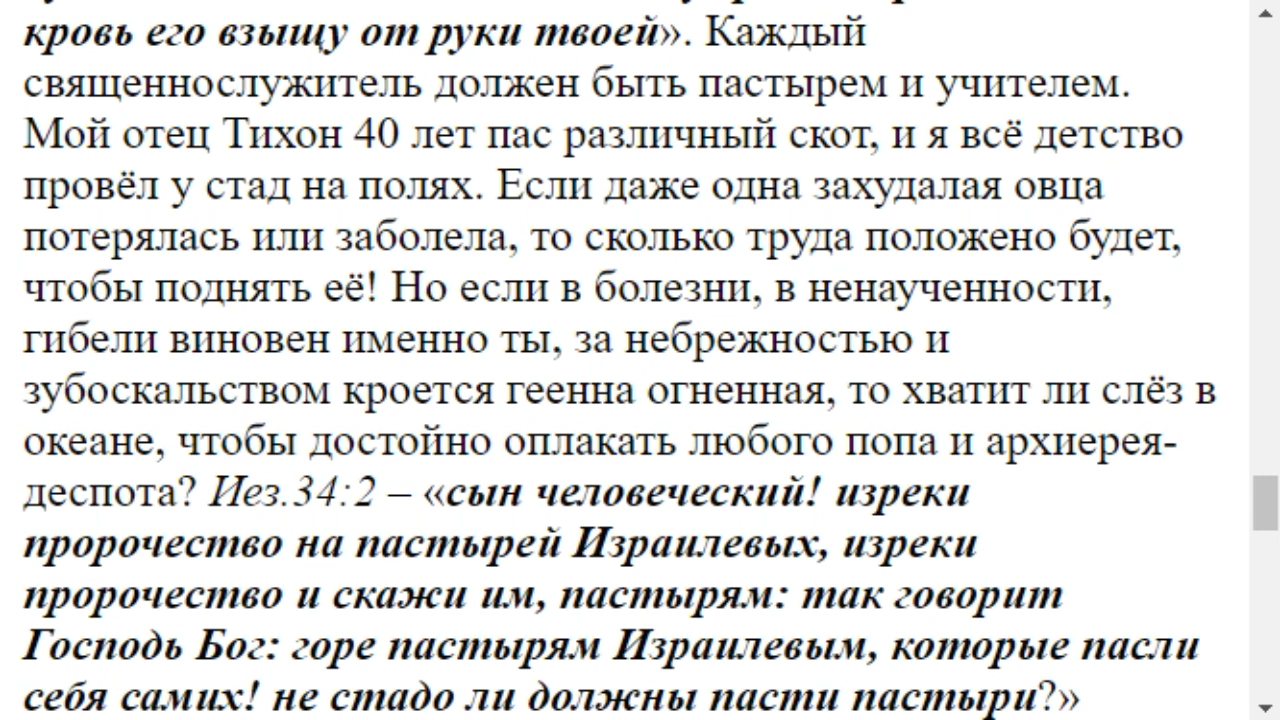 кровь его взыщу от руки твоей». Каждый
священнослужитель должен быть пастырем и учителем.
Мой отец Тихон 40 лет пас различный скот, и я всё детство
провёл у стад на полях. Если даже одна захудалая овца
потерялась или заболела, то сколько труда положено будет,
чтобы поднять её! Но если в болезни, в ненаученности,
гибели виновен именно ты, за небрежностью и
зубоскальством кроется геенна огненная, то хватит ли слёз в
океане, чтобы достойно оплакать любого попа и архиерея-
деспота? Иез.34:2 – «сын человеческий! изреки
пророчество на пастырей Израилевых, изреки
пророчество и скажи им, пастырям: так говорит
Господь Бог: горе пастырям Израилевым, которые пасли
себя самих! не стадо ли должны пасти пастыри?»